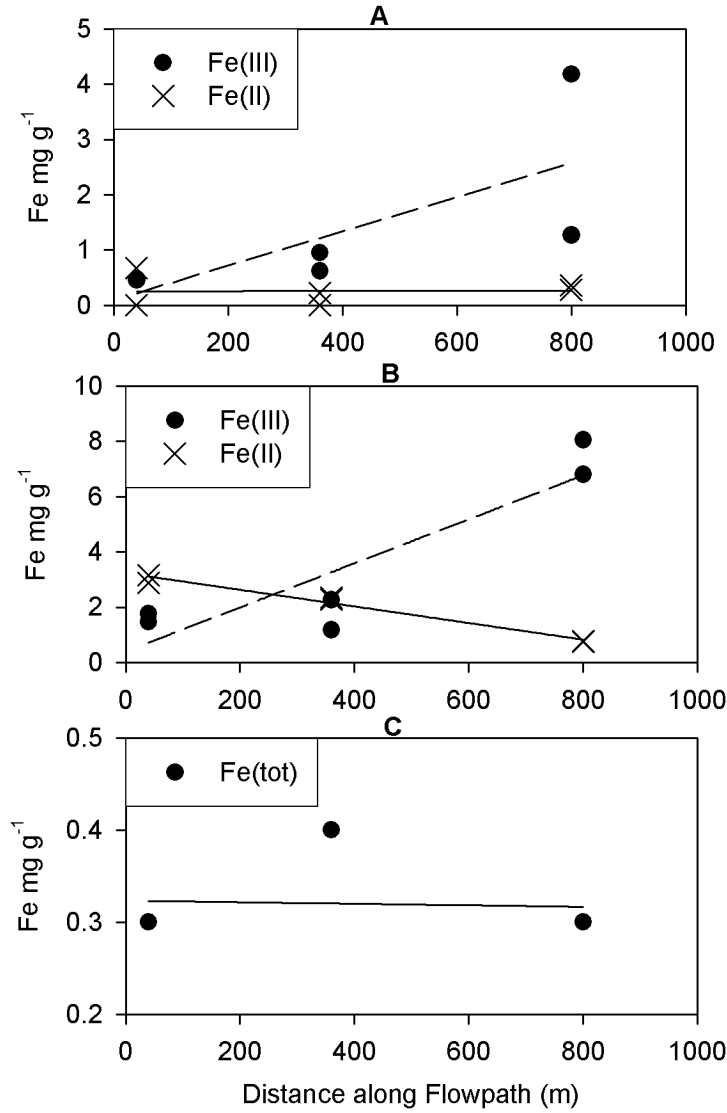 A
5
4
3
2
1
0
Fe mg g⁻¹
Fe(III)
Fe(II)
0 200 400 600 800 1000
B
10
8
6
4
2
0
Fe mg g⁻¹
Fe(III)
Fe(II)
0 200 400 600 800 1000
C
0.5
0.4
0.3
0.2
Fe mg g⁻¹
Fe(tot)
0 200 400 600 800 1000
Distance along Flowpath (m)